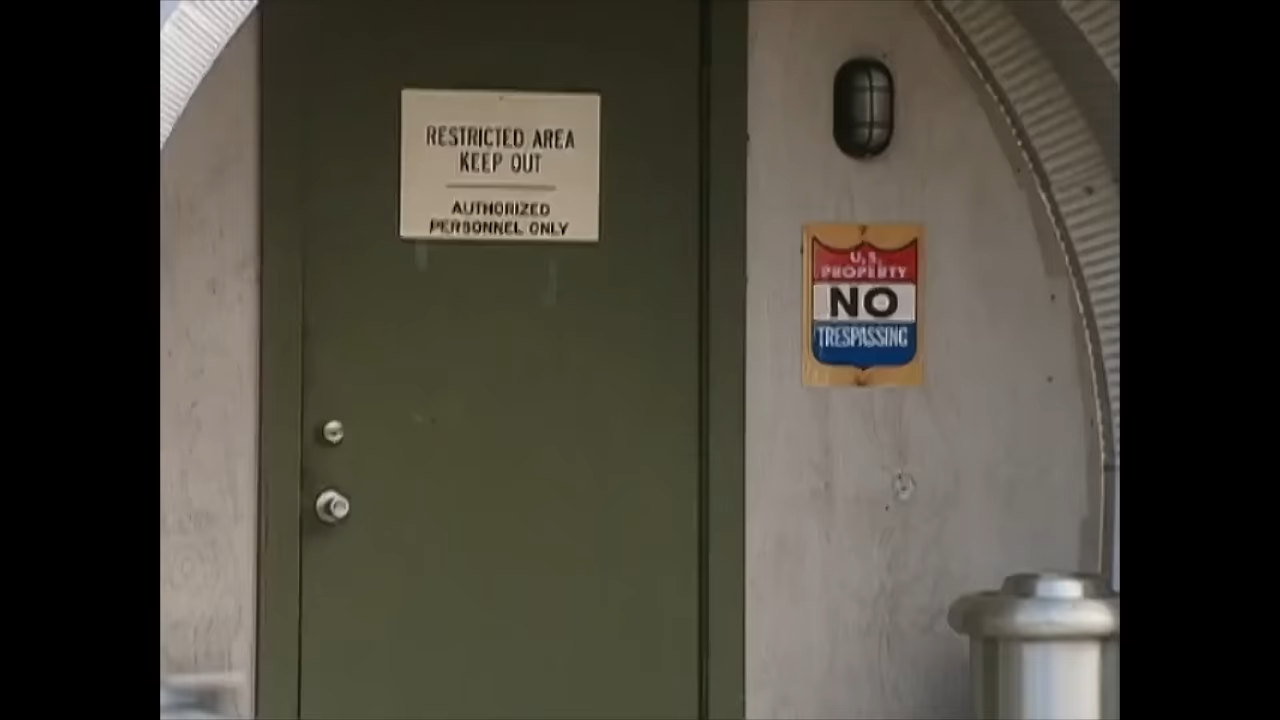 RESTRICTED AREA
KEEP OUT
AUTHORIZED
PERSONNEL ONLY
U.S.
PROPERTY
NO
TRESPASSING